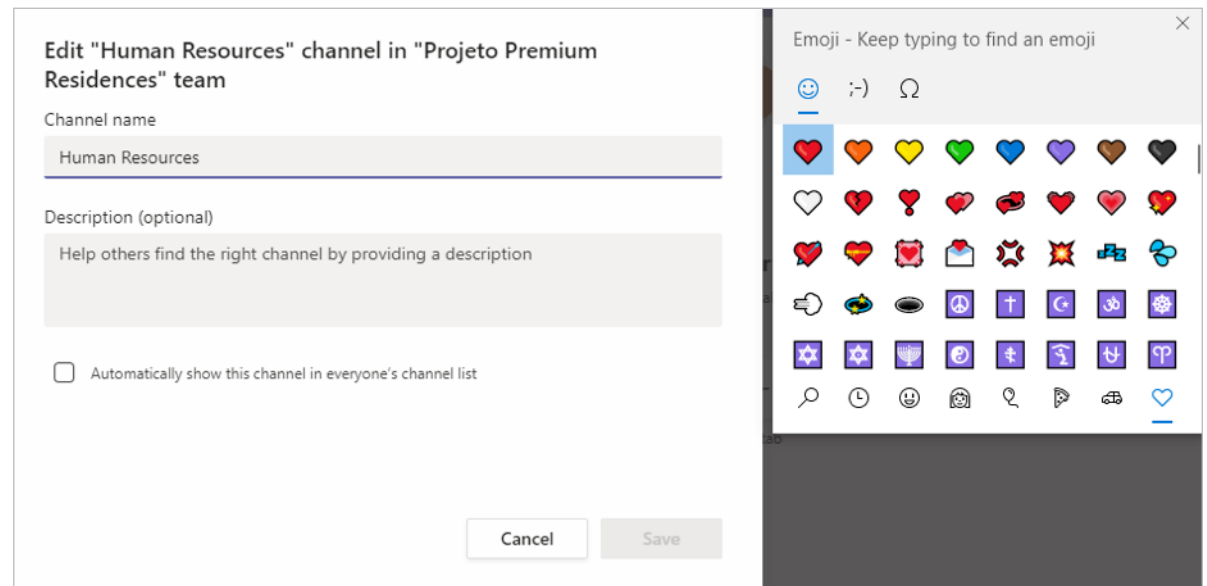 Edit "Human Resources" channel in "Projeto Premium
Residences" team
Channel name
Human Resources
Description (optional)
Help others find the right channel by providing a description
Automatically show this channel in everyone's channel list
Cancel
Save
Emoji - Keep typing to find an emoji
;-)
Ω